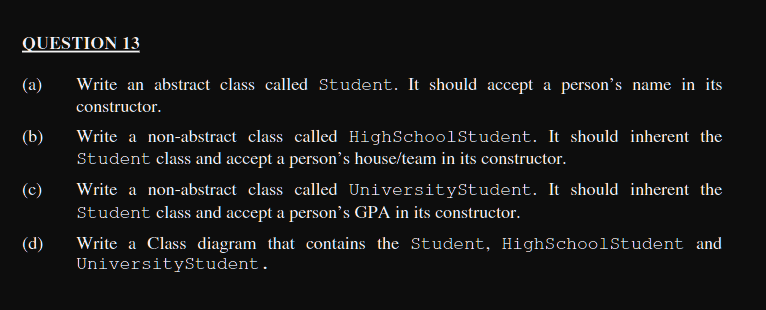 QUESTION 13
(a) Write an abstract class called Student. It should accept a person's name in its
constructor.
(b) Write a non-abstract class called HighSchoolStudent. It should inherent the
Student class and accept a person's house/team in its constructor.
(c) Write a non-abstract class called UniversityStudent. It should inherent the
Student class and accept a person's GPA in its constructor.
(d) Write a Class diagram that contains the Student, HighSchoolStudent and
UniversityStudent.